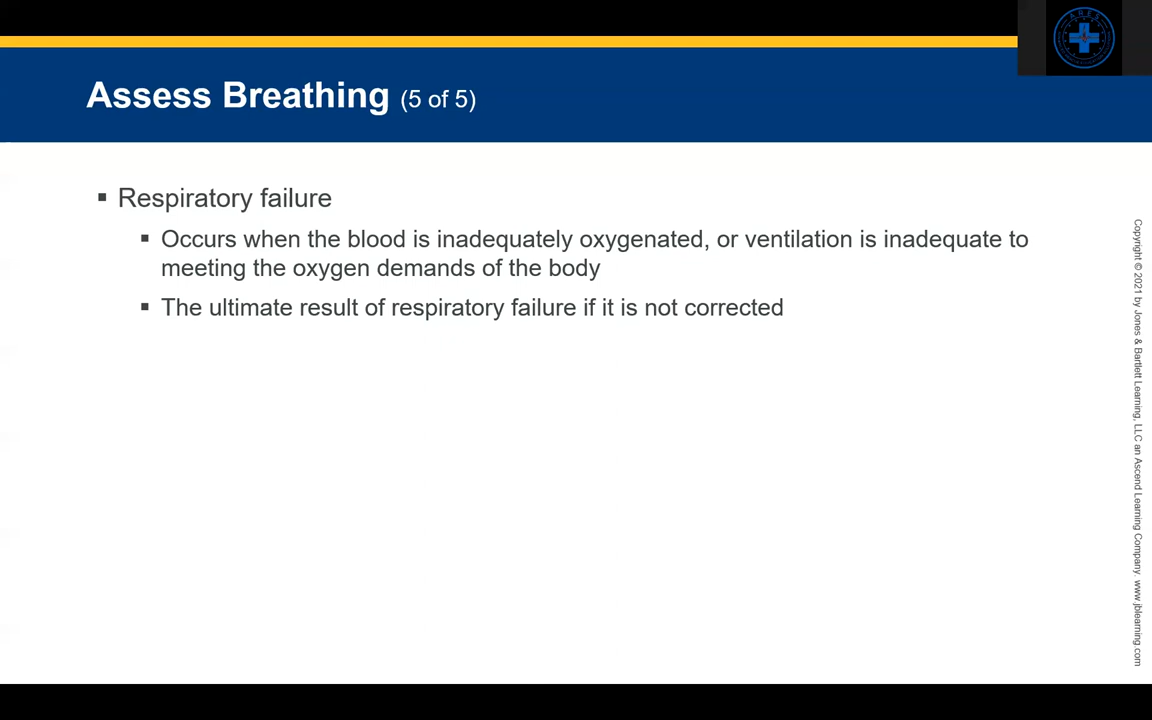 Assess Breathing (5 of 5)
▪ Respiratory failure
▪ Occurs when the blood is inadequately oxygenated, or ventilation is inadequate to
meeting the oxygen demands of the body
▪ The ultimate result of respiratory failure if it is not corrected
Copyright © 2021 by Jones & Bartlett Learning, LLC an Ascend Learning Company. www.jblearning.com